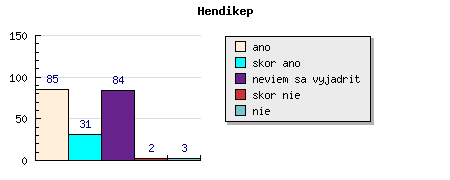 Hendikep
150
100
50
0
85
31
84
2
3
ano
skor ano
neviem sa vyjadrit
skor nie
nie